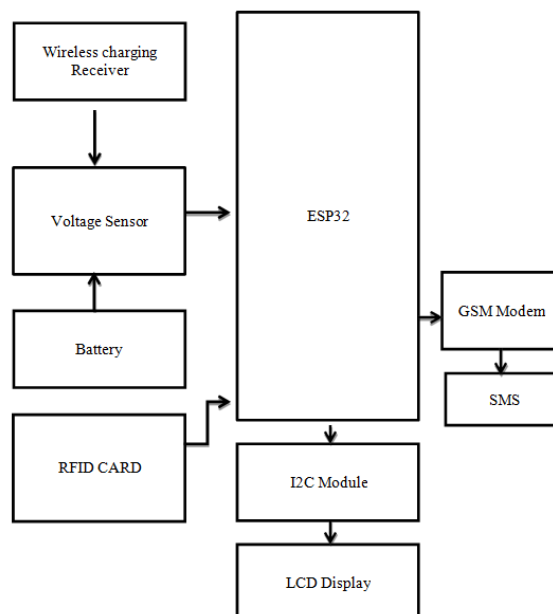 Wireless charging
Receiver
Voltage Sensor
ESP32
GSM Modem
Battery
SMS
RFID CARD
I2C Module
LCD Display